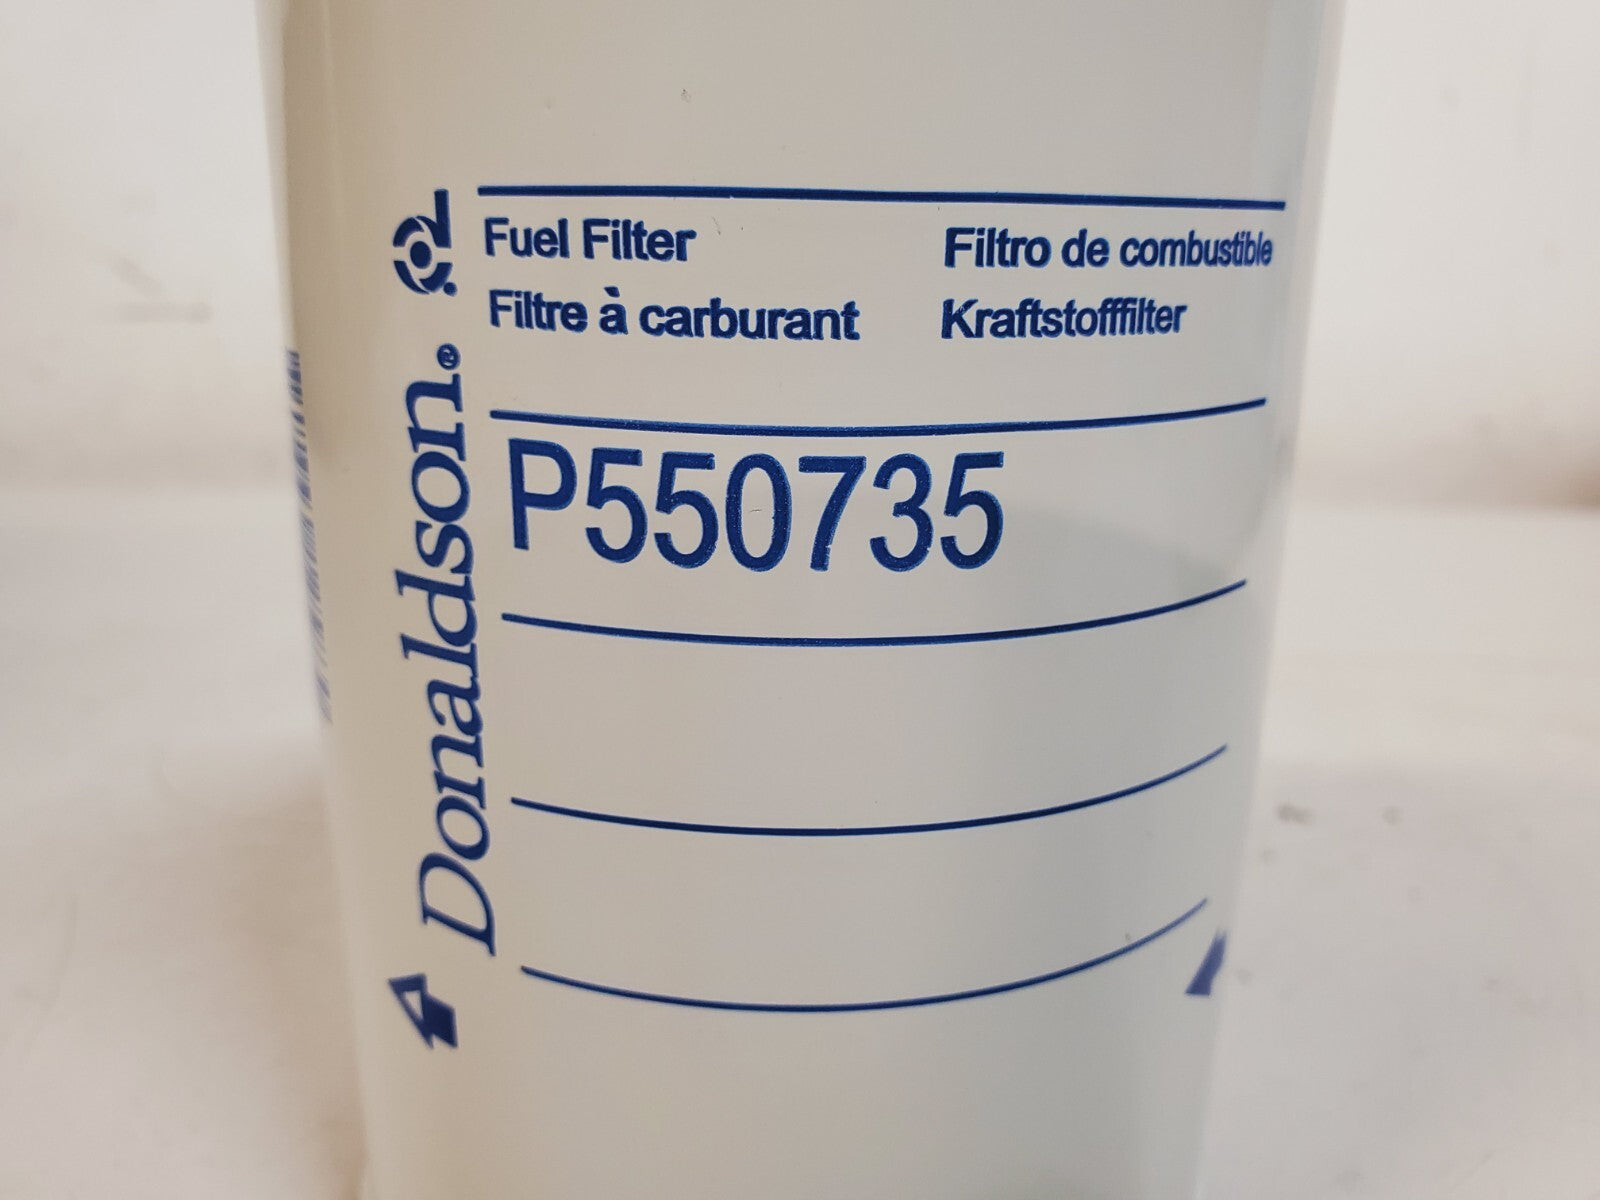 Fuel Filter
Filtro de combustible
Filtre à carburant
Kraftstofffilter
P550735
Donaldson.®